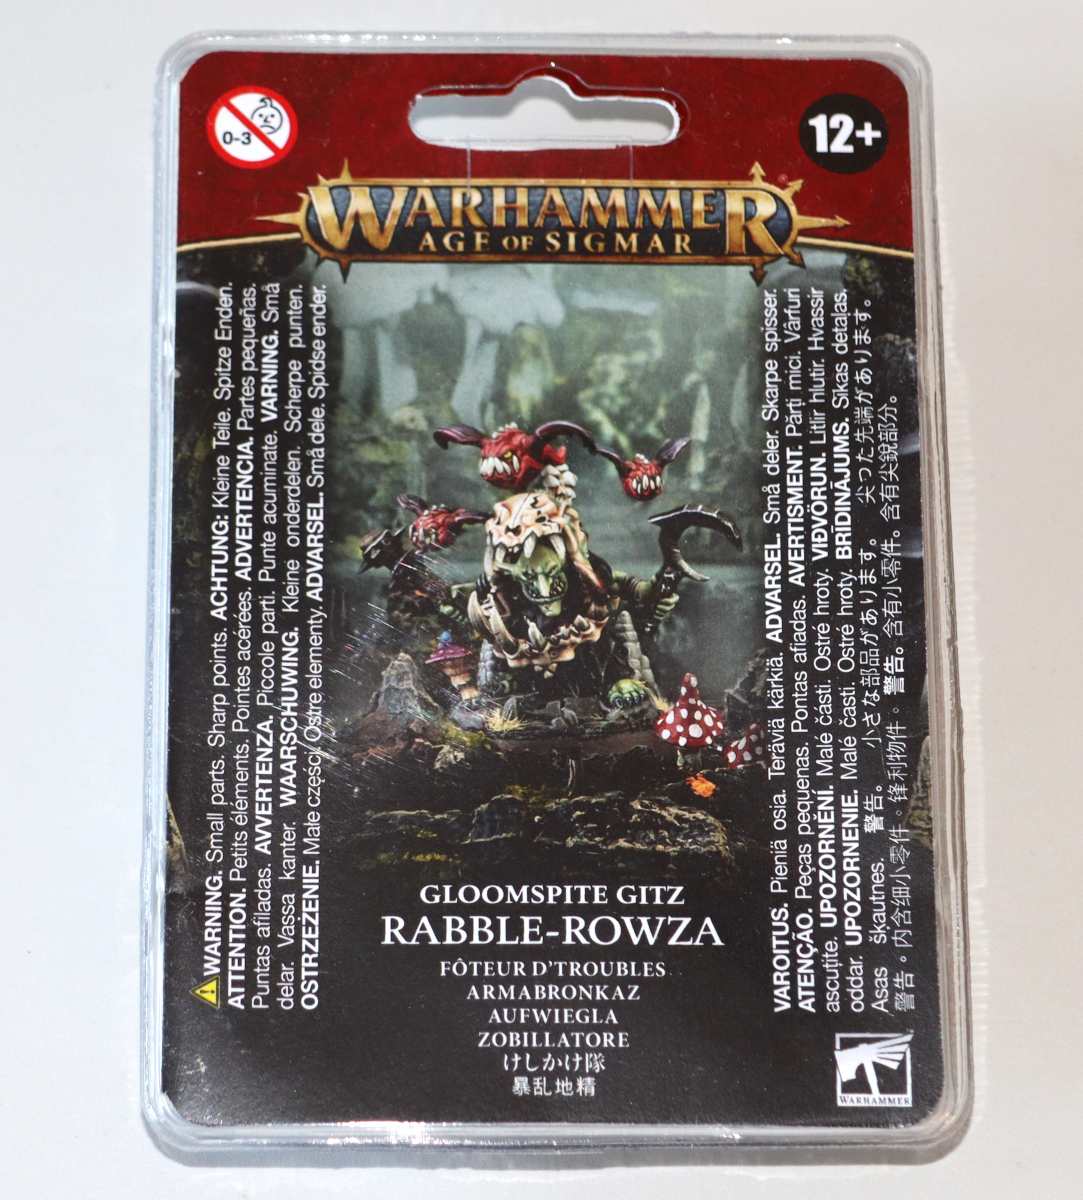 0-3
12+
WARHAMMER
AGE OF SIGMAR
WARNING. Small parts. Sharp points. ACHTUNG: Kleine Teile. Spitze Enden.
ATTENTION. Petits éléments. Pointes acérées. ADVERTENCIA. Partes pequeñas.
Puntas afiladas. AVVERTENZA. Piccole parti. Punte acuminate. VARNING. Små
delar. Vassa kanter. WAARSCHUWING. Kleine onderdelen. Scherpe punten.
OSTRZEŻENIE. Małe części. Ostre elementy. ADVARSEL. Små dele. Spidse ender.
VAROITUS. Pieniä osia. Teräviä kärkiä. ADVARSEL. Små deler. Skarpe spisser.
ATENÇÃO. Peças pequenas. Pontas afiadas. AVERTISMENT. Părți mici. Vârfuri
ascuțite. UPOZORNĚNÍ. Malé části. Ostré hroty. VIÐVÖRUN. Litlir hlutir. Hvassir
oddar. UPOZORNENIE. Malé časti. Ostré hroty. BRĪDINĀJUMS. Sīkas detaļas.
Asas šķautnes. 警告。小さな部品があります。尖った先端があります。
警告。内含细小零件。锋利物件。警告。含有小零件。含有尖銳部分。
GLOOMSPITE GITZ
RABBLE-ROWZA
FÔTEUR D'TROUBLES
ARMABRONKAZ
AUFWIEGLA
ZOBILLATORE
けしかけ隊
暴乱地精
WARHAMMER